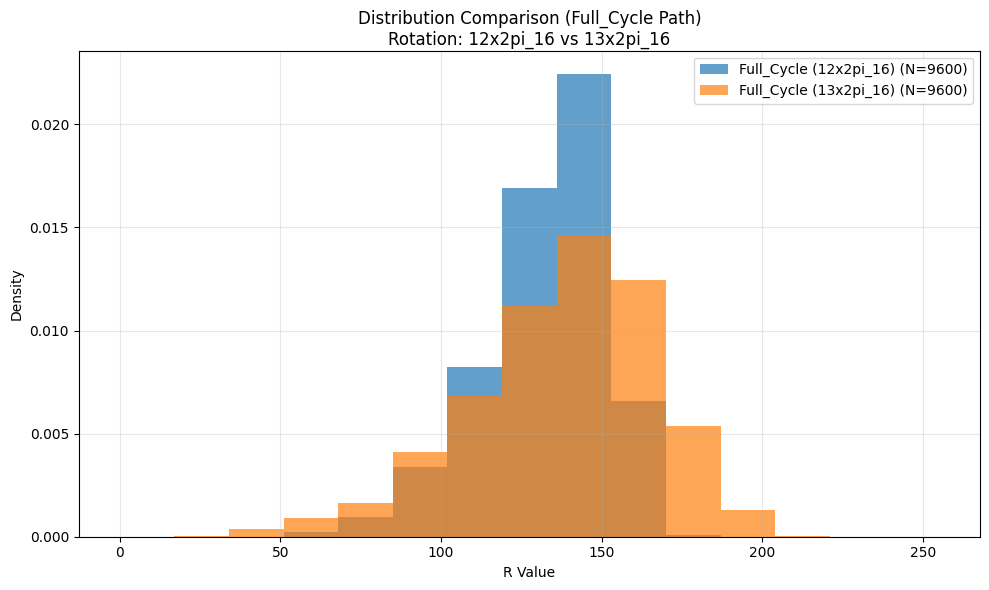 Distribution Comparison (Full_Cycle Path)
Rotation: 12x2pi_16 vs 13x2pi_16
Full_Cycle (12x2pi_16) (N=9600)
Full_Cycle (13x2pi_16) (N=9600)
Density
0.020
0.015
0.010
0.005
0.000
0 50 100 150 200 250
R Value